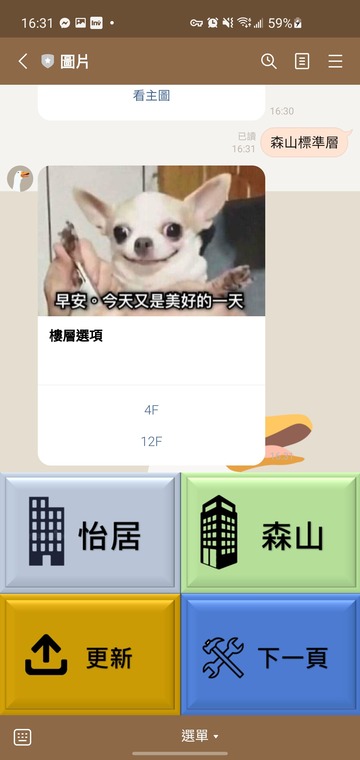 16:31
59%
圖片
看主圖
16:30
已讀
16:31
森山標準層
早安。今天又是美好的一天
樓層選項
4F
12F
怡居
森山
更新
下一頁
選單